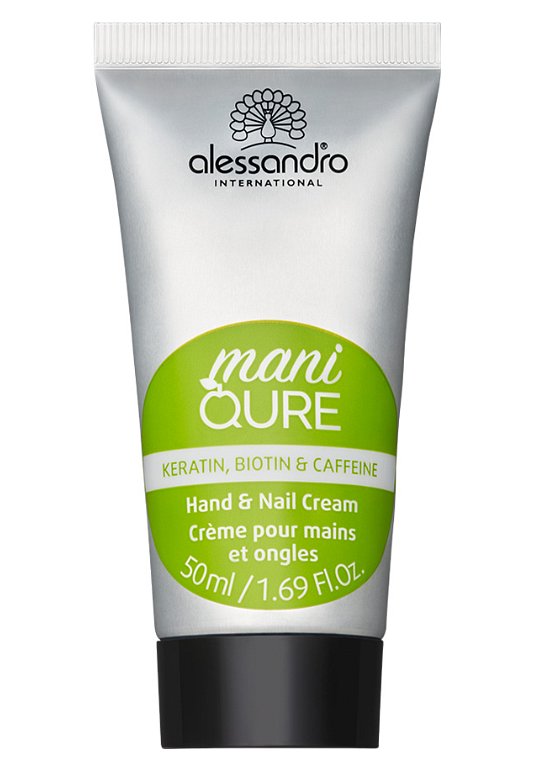 alessandro®
INTERNATIONAL
mani
QURE
KERATIN, BIOTIN & CAFFEINE
Hand & Nail Cream
Crème pour mains
et ongles
50ml / 1.69 Fl.Oz.